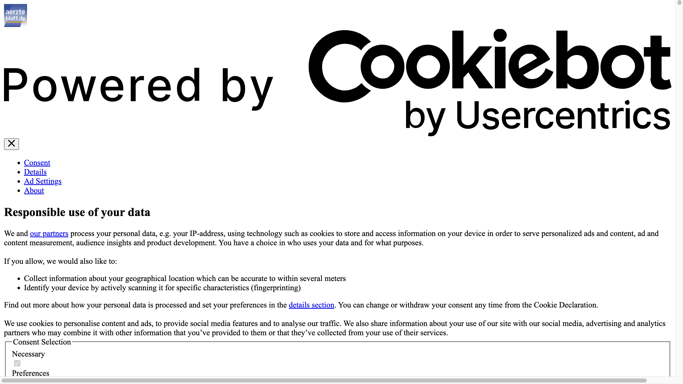 aerzte
blatt.de
Powered by Cookiebot
by Usercentrics
Consent
Details
Ad Settings
About
Responsible use of your data
We and our partners process your personal data, e.g. your IP-address, using technology such as cookies to store and access information on your device in order to serve personalized ads and content, ad and
content measurement, audience insights and product development. You have a choice in who uses your data and for what purposes.
If you allow, we would also like to:
Collect information about your geographical location which can be accurate to within several meters
Identify your device by actively scanning it for specific characteristics (fingerprinting)
Find out more about how your personal data is processed and set your preferences in the details section. You can change or withdraw your consent any time from the Cookie Declaration.
We use cookies to personalise content and ads, to provide social media features and to analyse our traffic. We also share information about your use of our site with our social media, advertising and analytics
partners who may combine it with other information that you’ve provided to them or that they’ve collected from your use of their services.
Consent Selection
Necessary
Preferences